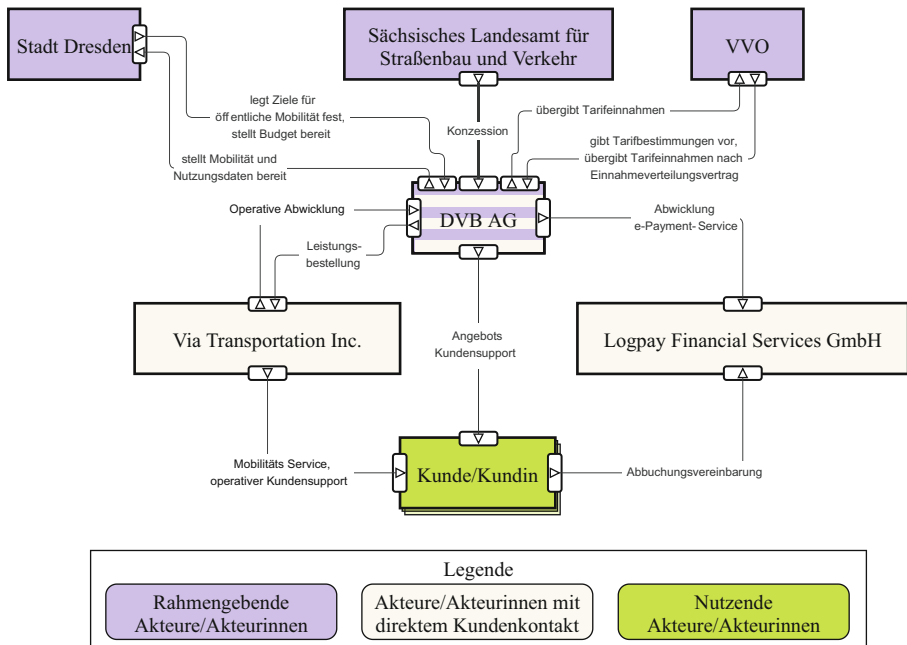 Stadt Dresden
Sächsisches Landesamt für
Straßenbau und Verkehr
VVO
legt Ziele für
öffentliche Mobilität fest,
stellt Budget bereit
übergibt Tarifeinnahmen
Konzession
gibt Tarifbestimmungen vor,
übergibt Tarifeinnahmen nach
Einnahmeverteilungsvertrag
stellt Mobilität und
Nutzungsdaten bereit
Operative Abwicklung
DVB AG
Abwicklung
e-Payment-Service
Leistungs-
bestellung
Via Transportation Inc.
Angebots
Kundensupport
Logpay Financial Services GmbH
Mobilitäts Service,
operativer Kundensupport
Kunde/Kundin
Abbuchungsvereinbarung
Legende
Rahmengebende
Akteure/Akteurinnen
Akteure/Akteurinnen mit
direktem Kundenkontakt
Nutzende
Akteure/Akteurinnen